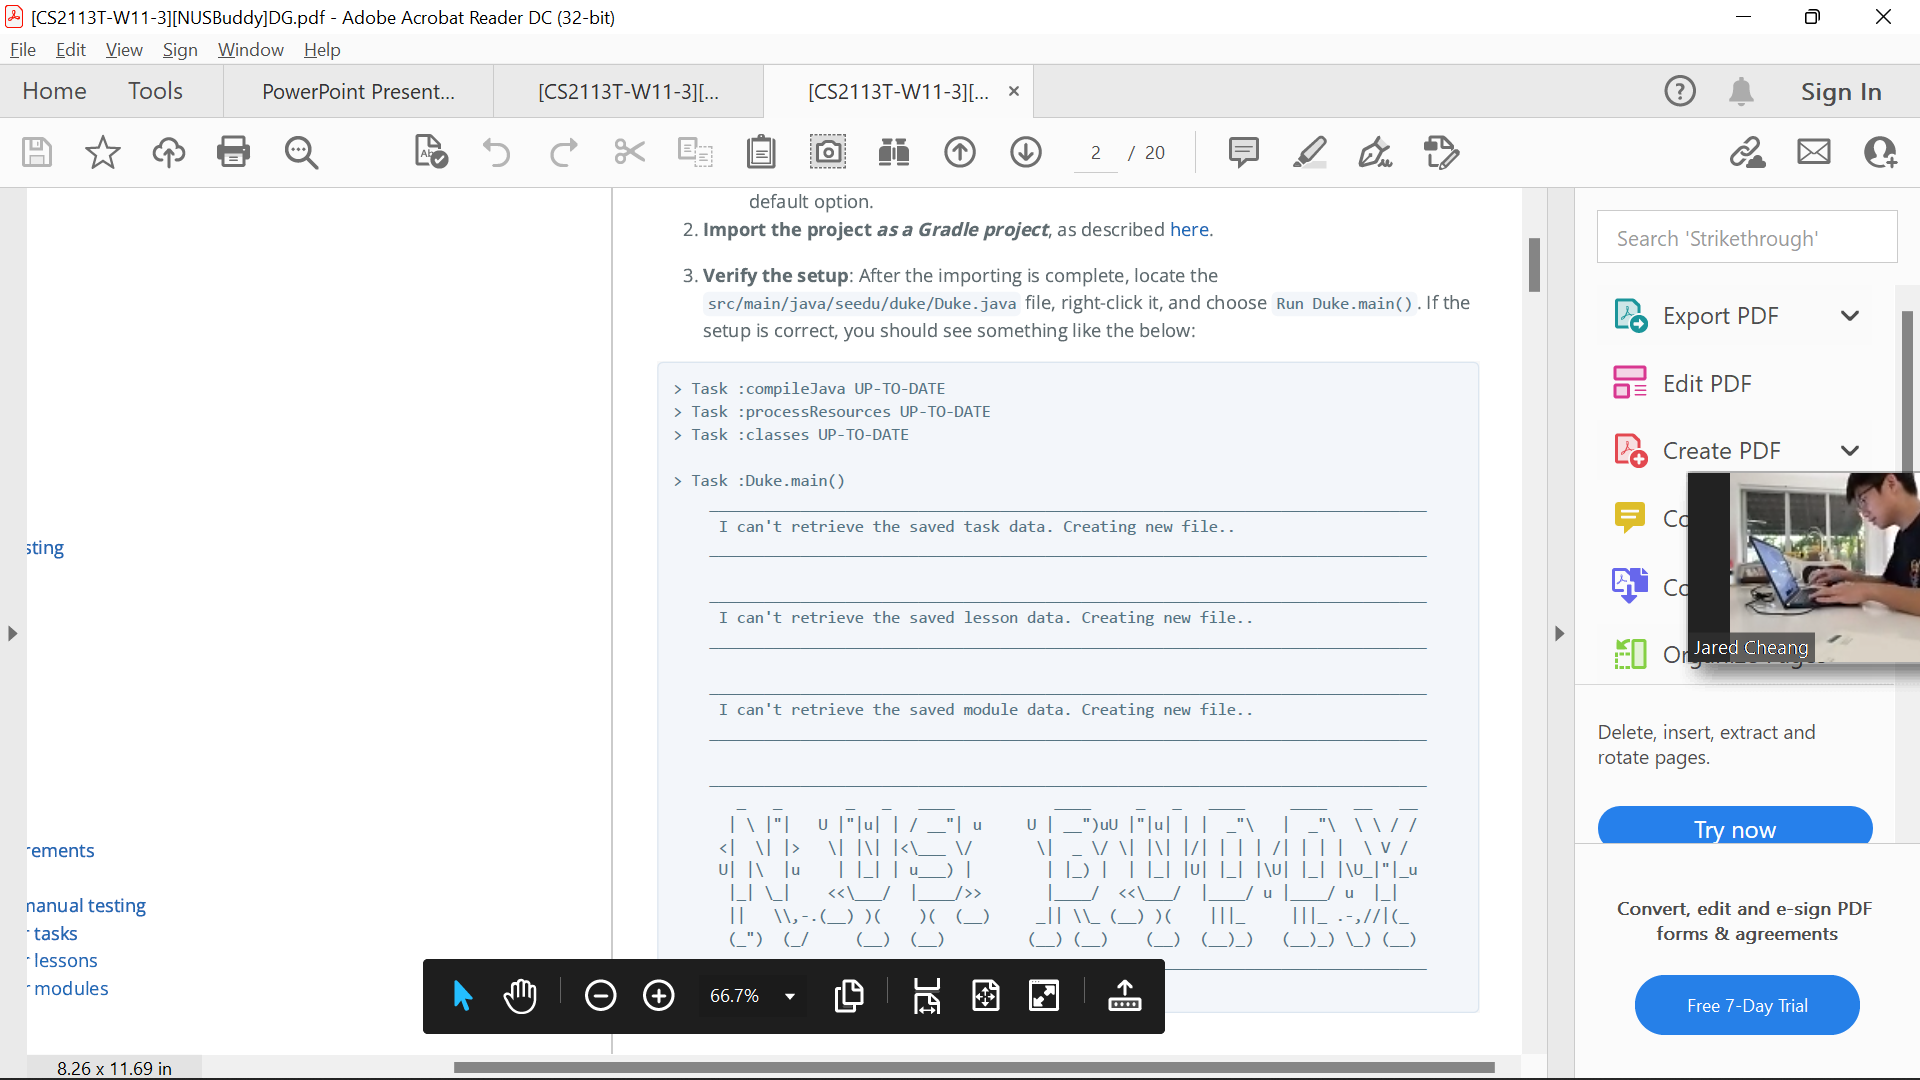 [CS2113T-W11-3][NUSBuddy]DG.pdf - Adobe Acrobat Reader DC (32-bit)
File Edit View Sign Window Help
Home Tools PowerPoint Present... [CS2113T-W11-3][... [CS2113T-W11-3][... × Sign In
2 / 20
default option.
2. Import the project as a Gradle project, as described here.
3. Verify the setup: After the importing is complete, locate the
src/main/java/seedu/duke/Duke.java file, right-click it, and choose Run Duke.main(). If the
setup is correct, you should see something like the below:
> Task :compileJava UP-TO-DATE
> Task :processResources UP-TO-DATE
> Task :classes UP-TO-DATE
> Task :Duke.main()
I can't retrieve the saved task data. Creating new file..
I can't retrieve the saved lesson data. Creating new file..
I can't retrieve the saved module data. Creating new file..
NUS BUDDY
sting
rements
manual testing
r tasks
r lessons
r modules
66.7%
8.26 x 11.69 in
Search 'Strikethrough'
Export PDF
Edit PDF
Create PDF
Co
Co
Jared Cheang
Delete, insert, extract and
rotate pages.
Try now
Convert, edit and e-sign PDF
forms & agreements
Free 7-Day Trial